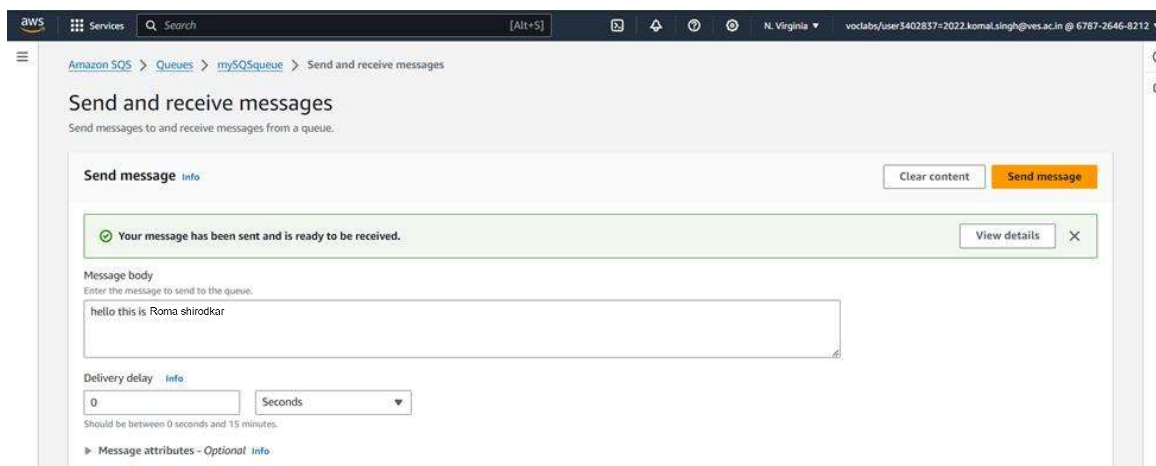 aws Services Search [Alt+S] N. Virginia voclabs/user3402837=2022.komal.singh@ves.ac.in @ 6787-2646-8212
Amazon SQS > Queues > mySQSqueue > Send and receive messages
Send and receive messages
Send messages to and receive messages from a queue.
Send message Info Clear content Send message
Your message has been sent and is ready to be received. View details
Message body
Enter the message to send to the queue.
hello this is Roma shirodkar
Delivery delay Info
0 Seconds
Should be between 0 seconds and 15 minutes.
Message attributes - Optional Info